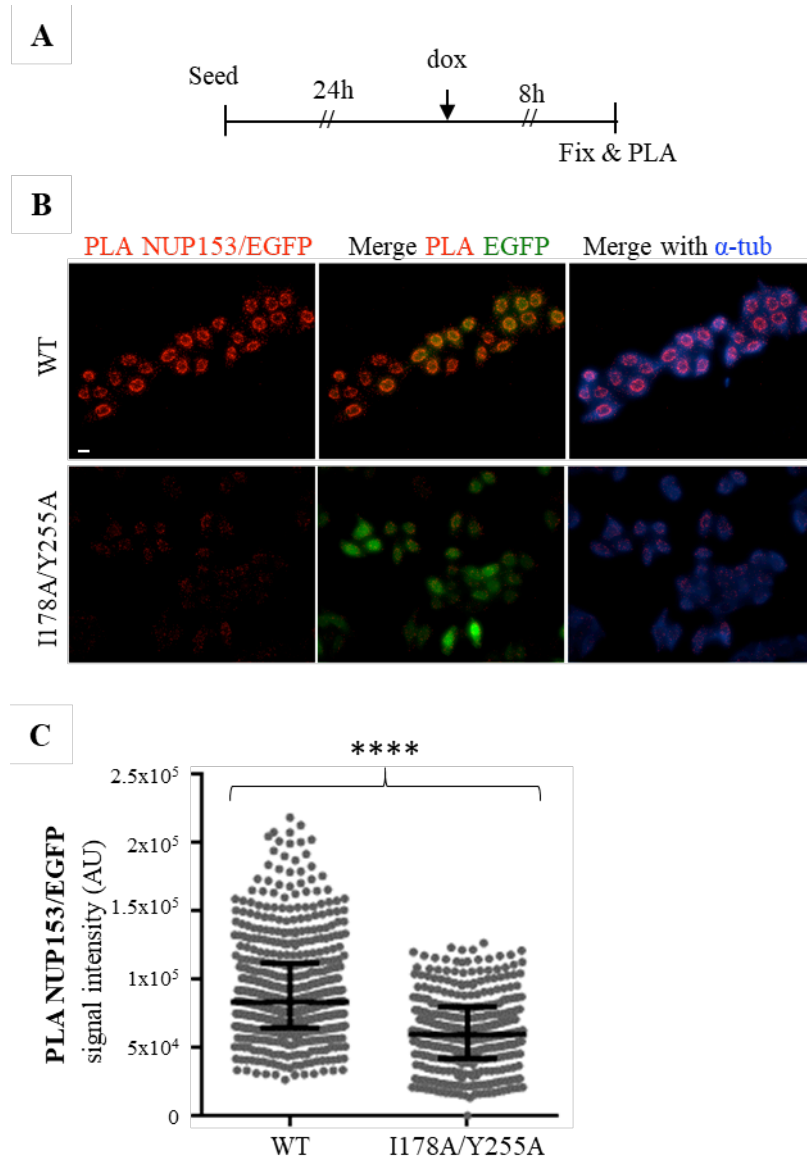 A
Seed
24h
dox
8h
//
//
Fix & PLA
B
PLA NUP153/EGFP
Merge PLA EGFP
Merge with α-tub
WT
I178A/Y255A
C
****
PLA NUP153/EGFP
signal intensity (AU)
2.5x10⁵
2x10⁵
1.5x10⁵
1x10⁵
5x10⁴
0
WT
I178A/Y255A